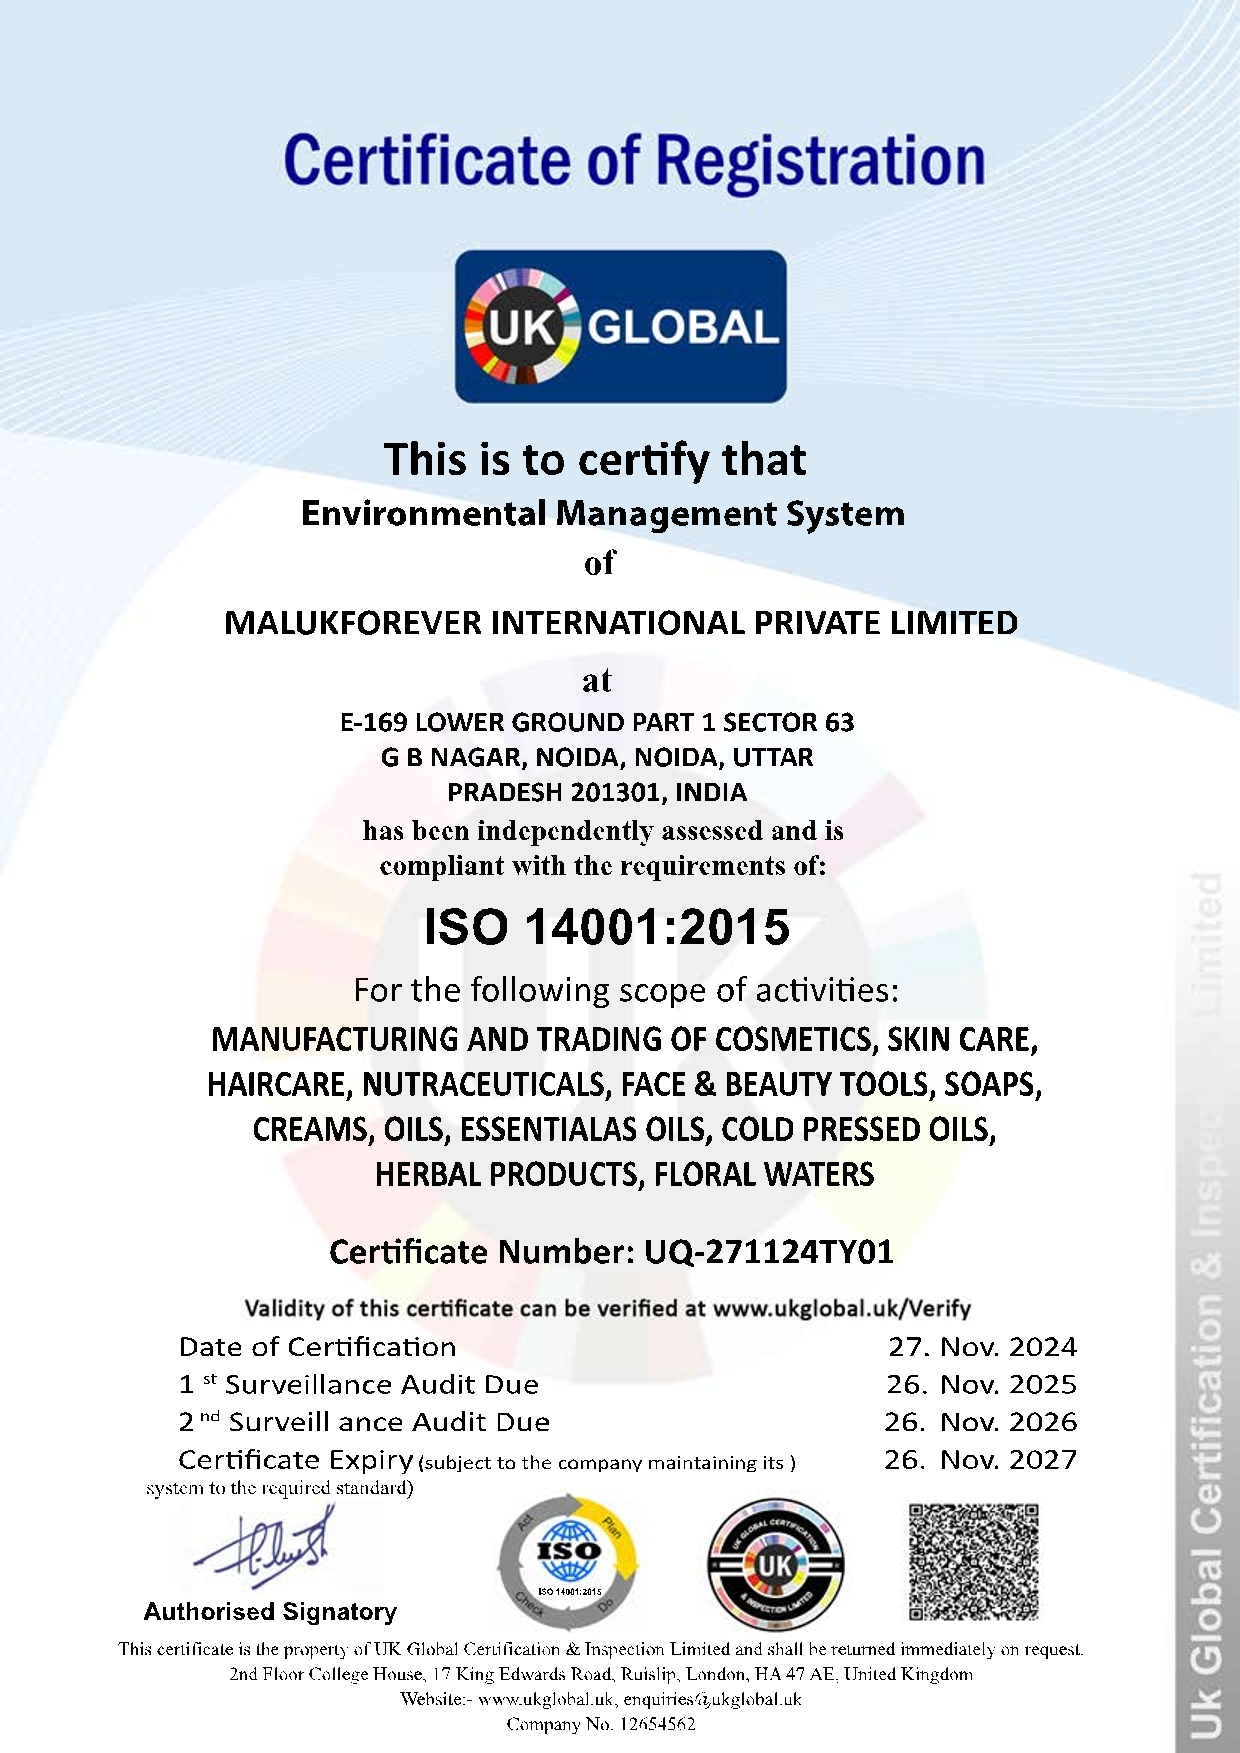 Certificate of Registration
UK GLOBAL
This is to certify that
Environmental Management System
of
MALUKFOREVER INTERNATIONAL PRIVATE LIMITED
at
E-169 LOWER GROUND PART 1 SECTOR 63
G B NAGAR, NOIDA, NOIDA, UTTAR
PRADESH 201301, INDIA
has been independently assessed and is
compliant with the requirements of:
ISO 14001:2015
For the following scope of activities:
MANUFACTURING AND TRADING OF COSMETICS, SKIN CARE,
HAIRCARE, NUTRACEUTICALS, FACE & BEAUTY TOOLS, SOAPS,
CREAMS, OILS, ESSENTIALAS OILS, COLD PRESSED OILS,
HERBAL PRODUCTS, FLORAL WATERS
Certificate Number: UQ-271124TY01
Validity of this certificate can be verified at www.ukglobal.uk/Verify
Date of Certification 27. Nov. 2024
1 st Surveillance Audit Due 26. Nov. 2025
2 nd Surveill ance Audit Due 26. Nov. 2026
Certificate Expiry (subject to the company maintaining its ) 26. Nov. 2027
system to the required standard)
Act
Plan
ISO
ISO 14001:2015
Check
Do
UK GLOBAL CERTIFICATION
UK
& INSPECTION LIMITED
Authorised Signatory
This certificate is the property of UK Global Certification & Inspection Limited and shall be returned immediately on request.
2nd Floor College House, 17 King Edwards Road, Ruislip, London, HA 47 AE, United Kingdom
Website:- www.ukglobal.uk, enquiries@ukglobal.uk
Company No. 12654562
Uk Global Certification & Inspection Limited
UK